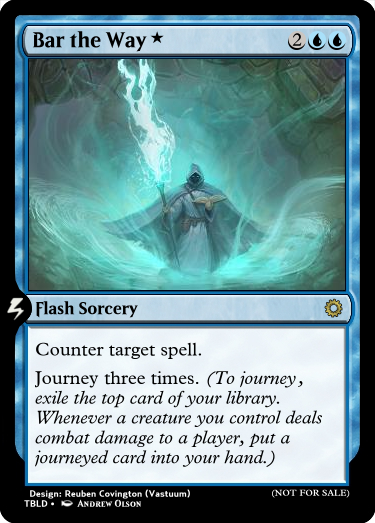 Bar the Way ★ 2
Flash Sorcery
Counter target spell.
Journey three times. (To journey,
exile the top card of your library.
Whenever a creature you control deals
combat damage to a player, put a
journeyed card into your hand.)
Design: Reuben Covington (Vastuum) (NOT FOR SALE)
TBLD • Andrew Olson